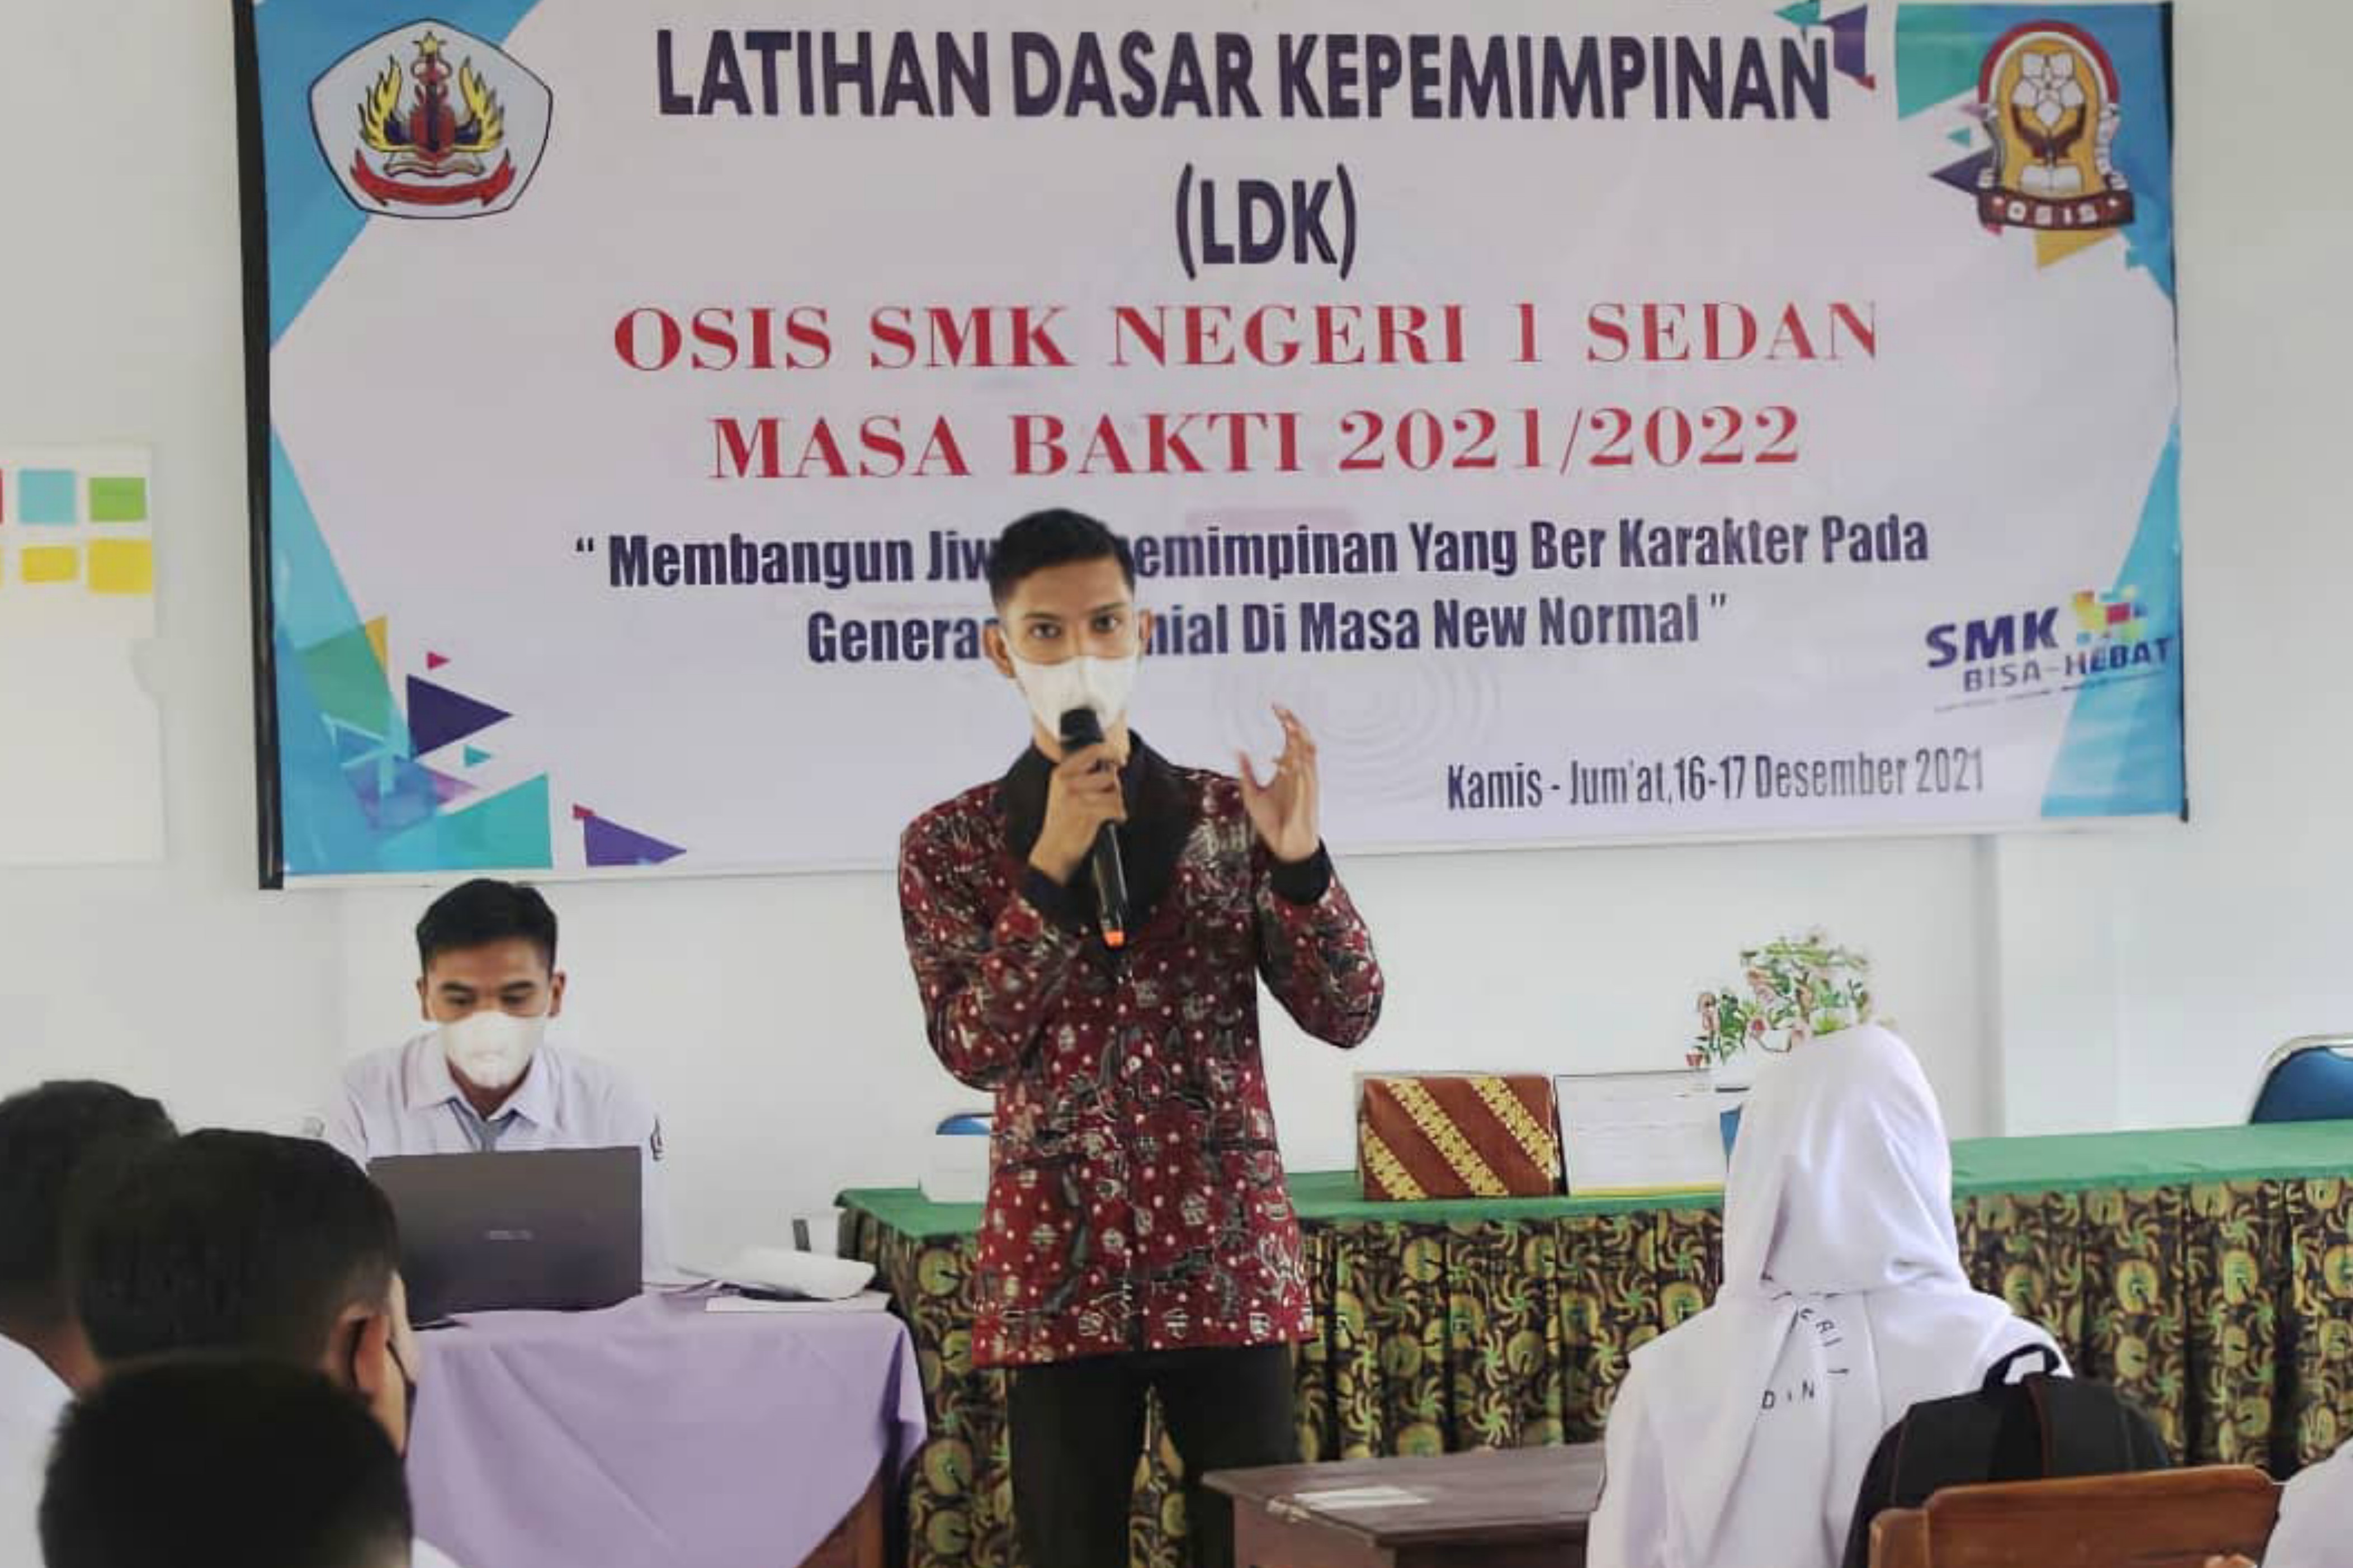 LATIHAN DASAR KEPEMIMPINAN
(LDK)
OSIS SMK NEGERI 1 SEDAN
MASA BAKTI 2021/2022
“ Membangun Jiw emimpinan Yang Ber Karakter Pada
Genera nial Di Masa New Normal ”
SMK
BISA-HEBAT
Kamis - Jum'at,16-17 Desember 2021
OSIS